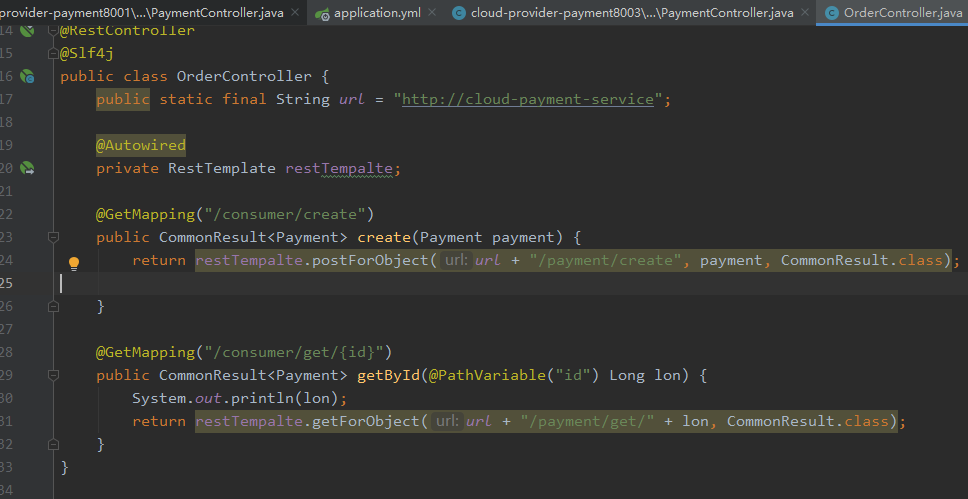 provider-payment8001\...\PaymentController.java × application.yml × cloud-provider-payment8003\...\PaymentController.java × OrderController.java
14 @RestController
15 @Slf4j
16 public class OrderController {
17 public static final String url = "http://cloud-payment-service";
18
19 @Autowired
20 private RestTemplate restTempalte;
21
22 @GetMapping("/consumer/create")
23 public CommonResult<Payment> create(Payment payment) {
24 return restTempalte.postForObject( url: url + "/payment/create", payment, CommonResult.class);
25
26 }
27
28 @GetMapping("/consumer/get/{id}")
29 public CommonResult<Payment> getById(@PathVariable("id") Long lon) {
30 System.out.println(lon);
31 return restTempalte.getForObject( url: url + "/payment/get/" + lon, CommonResult.class);
32 }
33 }
34